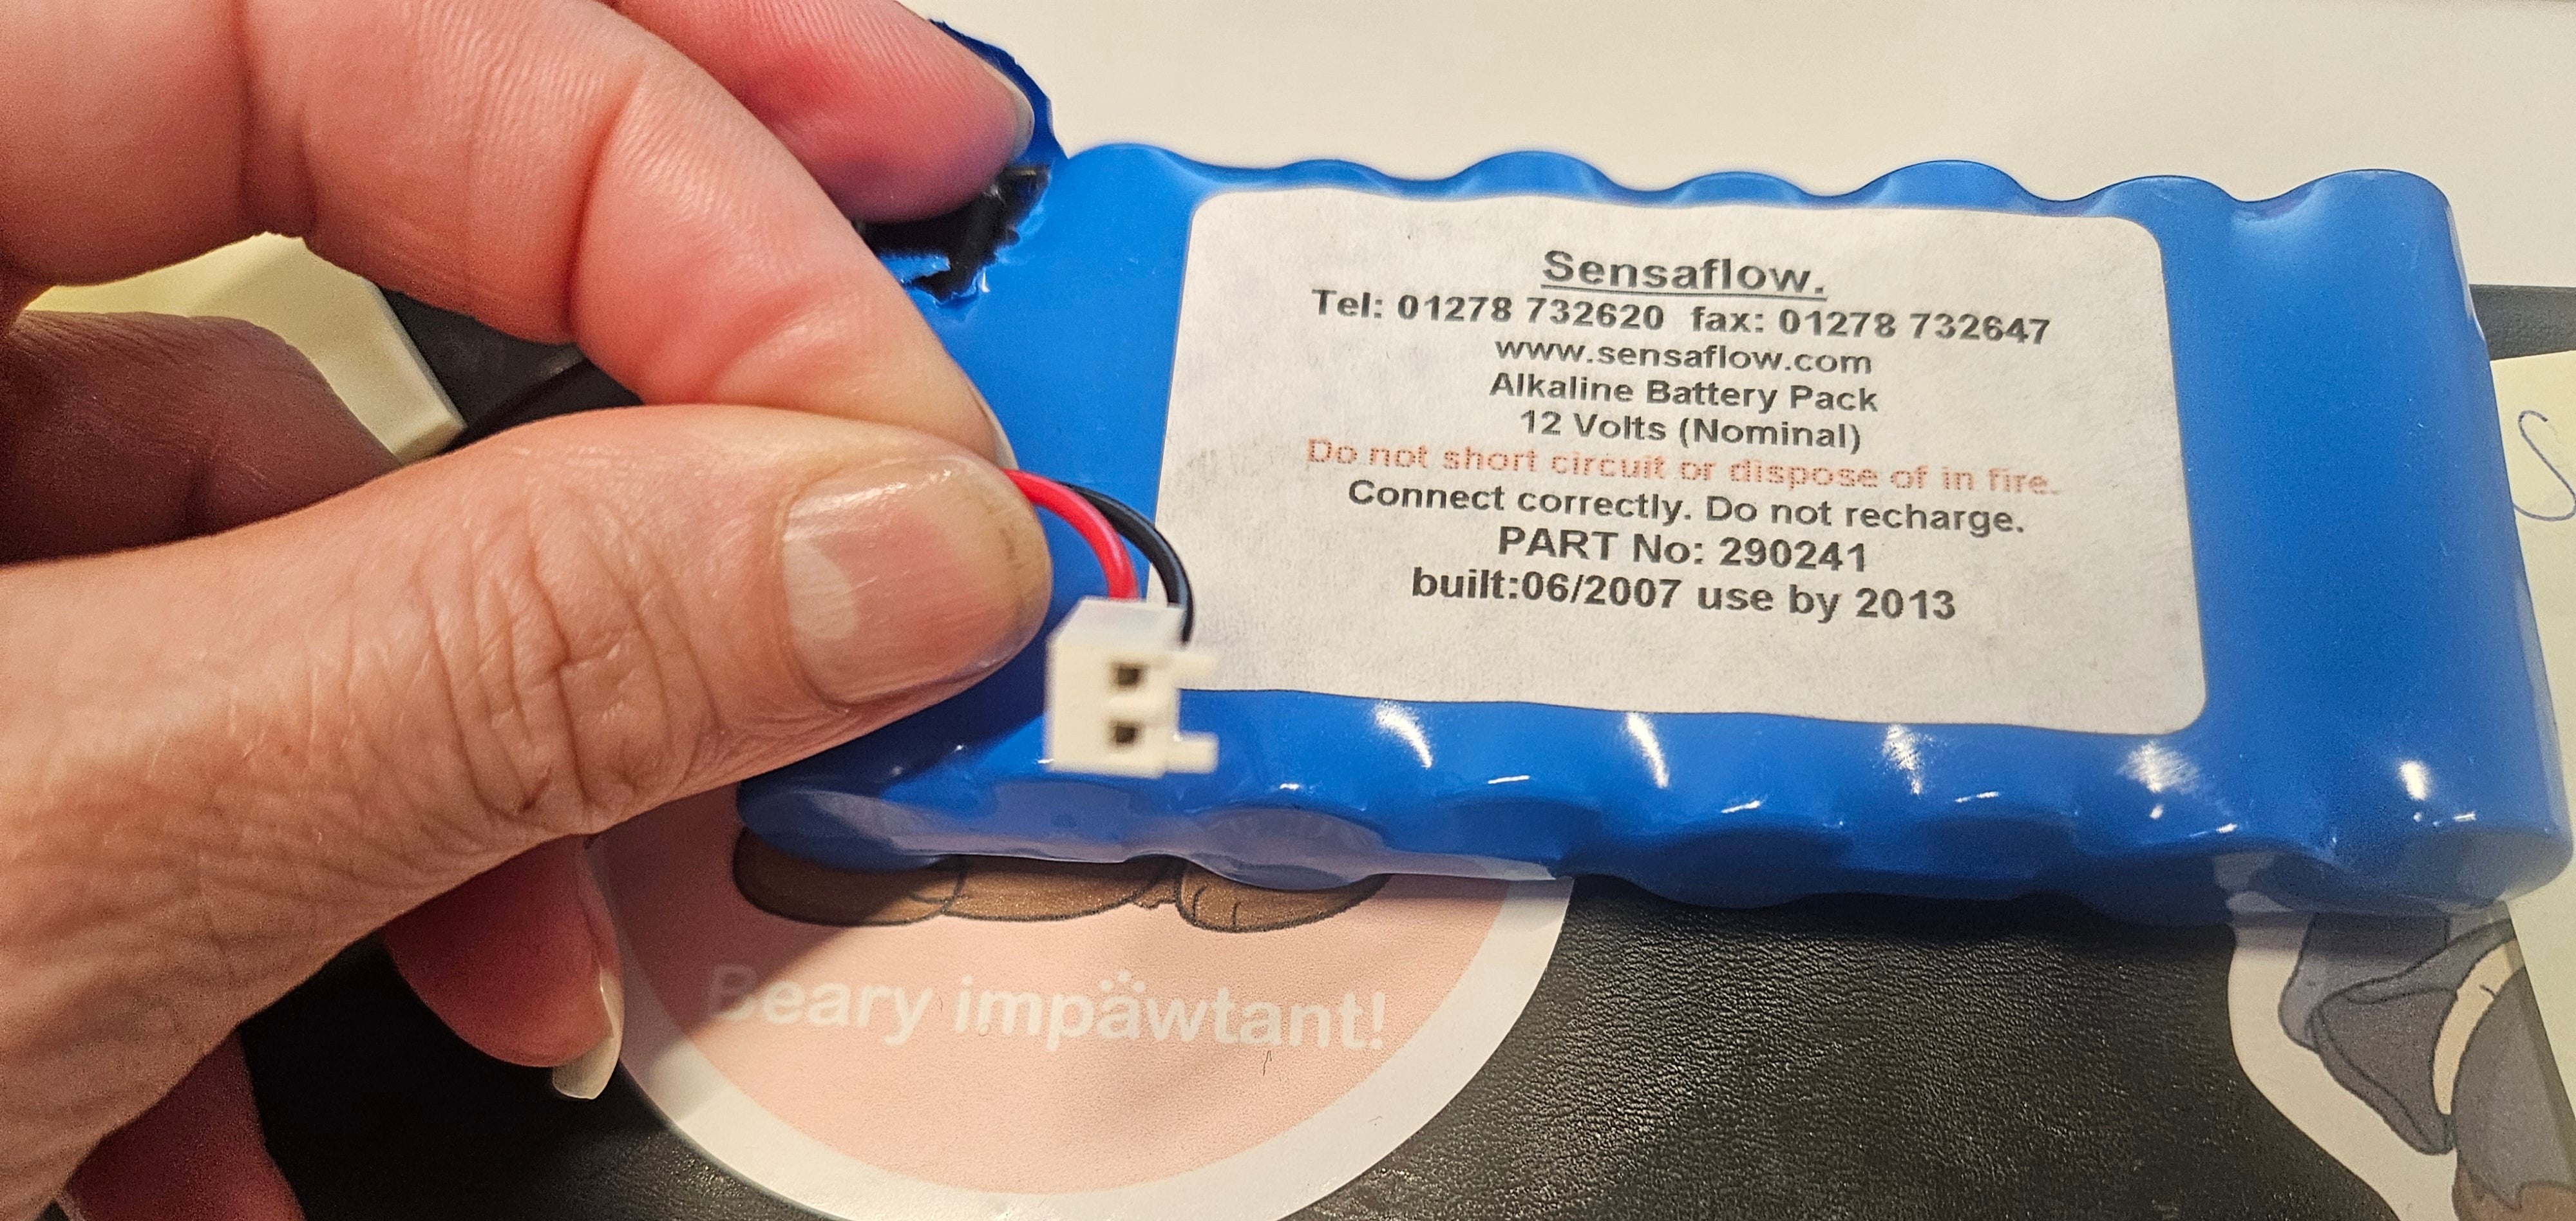 Sensaflow.
Tel: 01278 732620 fax: 01278 732647
www.sensaflow.com
Alkaline Battery Pack
12 Volts (Nominal)
Do not short circuit or dispose of in fire.
Connect correctly. Do not recharge.
PART No: 290241
built:06/2007 use by 2013
Beary impäwtant!